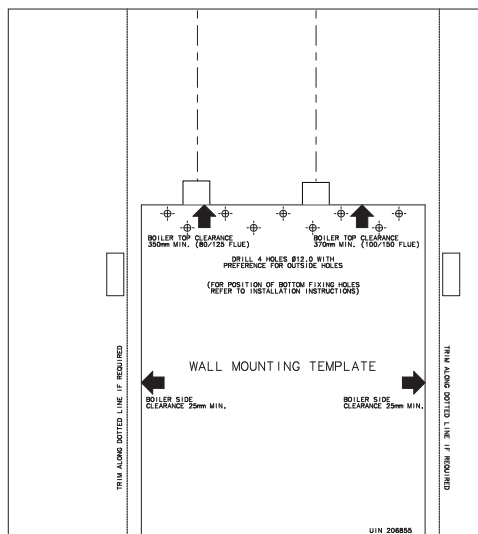 BOILER TOP CLEARANCE
350mm MIN. (80/125 FLUE)
BOILER TOP CLEARANCE
370mm MIN. (100/150 FLUE)
DRILL 4 HOLES Ø12.0 WITH
PREFERENCE FOR OUTSIDE HOLES
(FOR POSITION OF BOTTOM FIXING HOLES
REFER TO INSTALLATION INSTRUCTIONS)
WALL MOUNTING TEMPLATE
BOILER SIDE
CLEARANCE 25mm MIN.
BOILER SIDE
CLEARANCE 25mm MIN.
TRIM ALONG DOTTED LINE IF REQUIRED
TRIM ALONG DOTTED LINE IF REQUIRED
UIN 206855